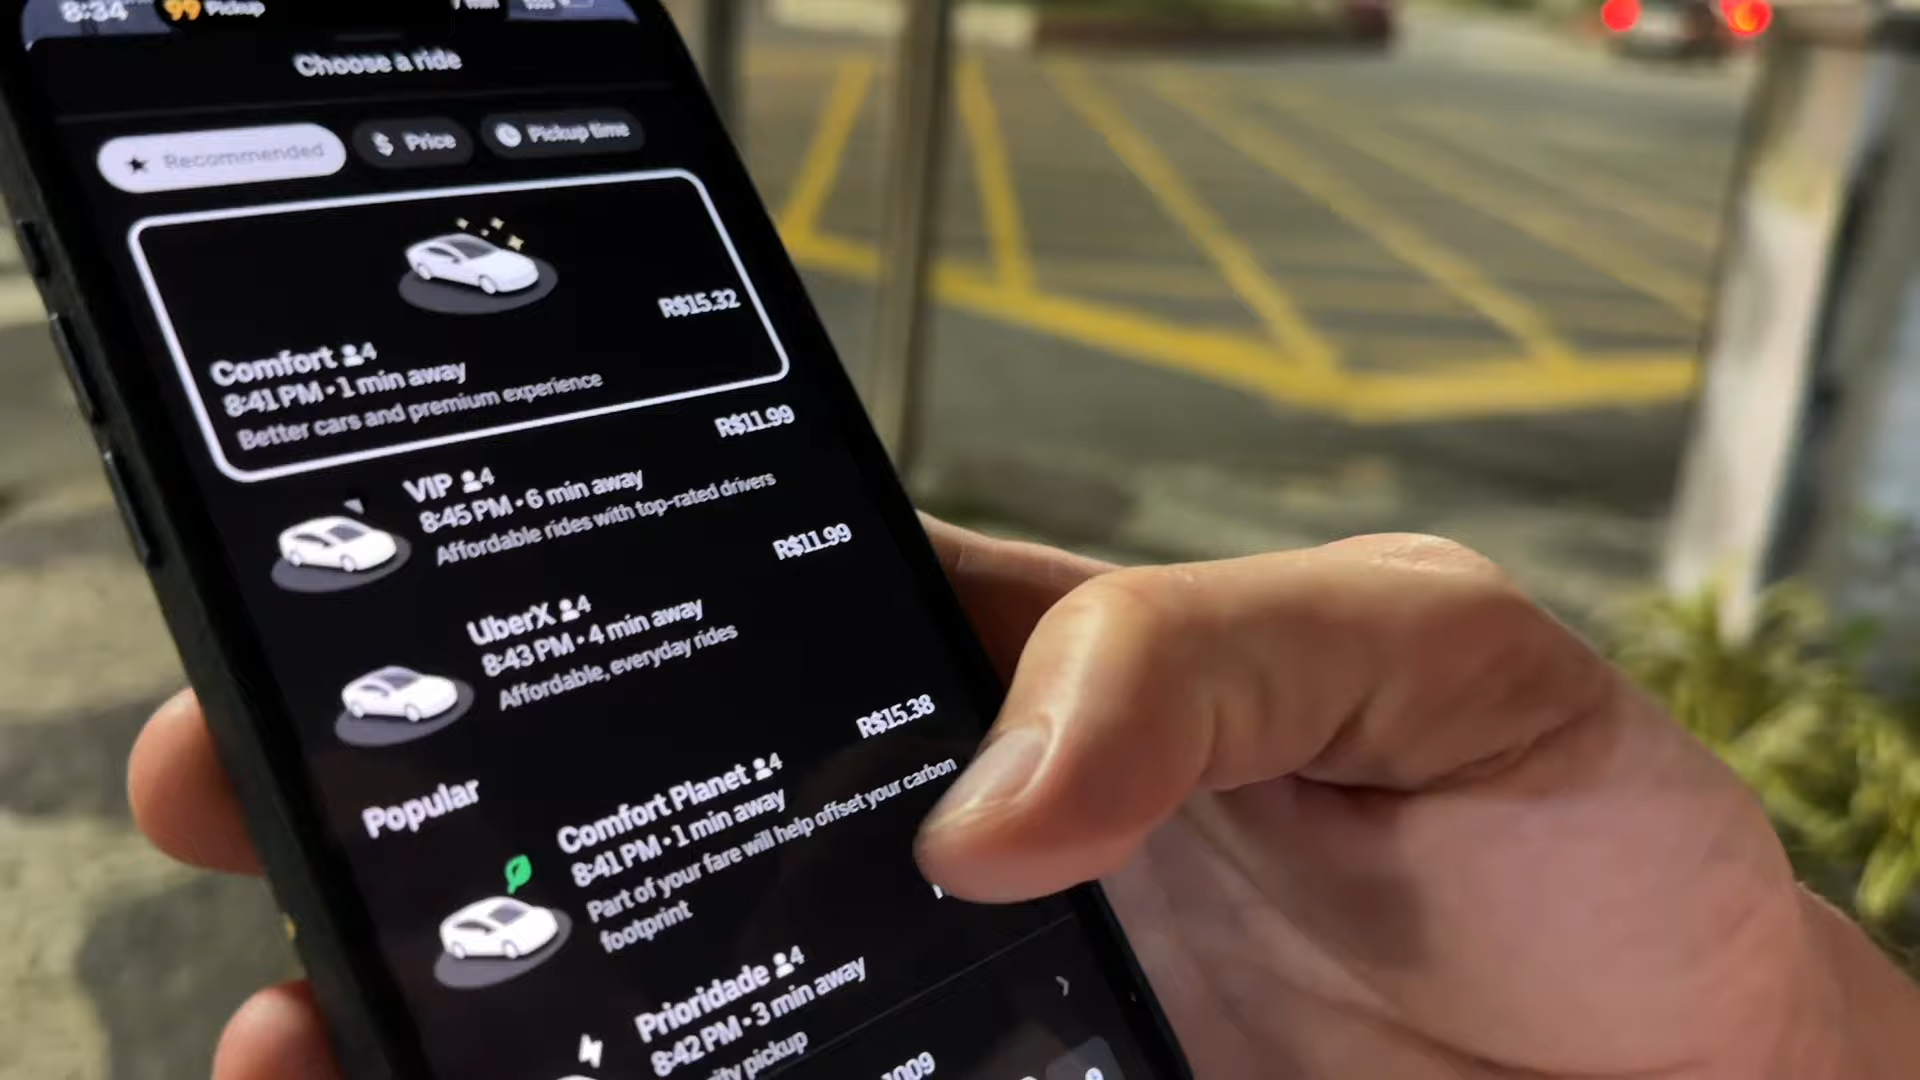 8:34
99 Pickup
7 min
Choose a ride
Recommended
$ Price
Pickup time
R$15.32
Comfort 4
8:41 PM · 1 min away
Better cars and premium experience
R$11.99
VIP 4
8:45 PM · 6 min away
Affordable rides with top-rated drivers
R$11.99
UberX 4
8:43 PM · 4 min away
Affordable, everyday rides
Popular
R$15.38
Comfort Planet 4
8:41 PM · 1 min away
Part of your fare will help offset your carbon
footprint
Prioridade 4
8:42 PM · 3 min away
pickup
1009